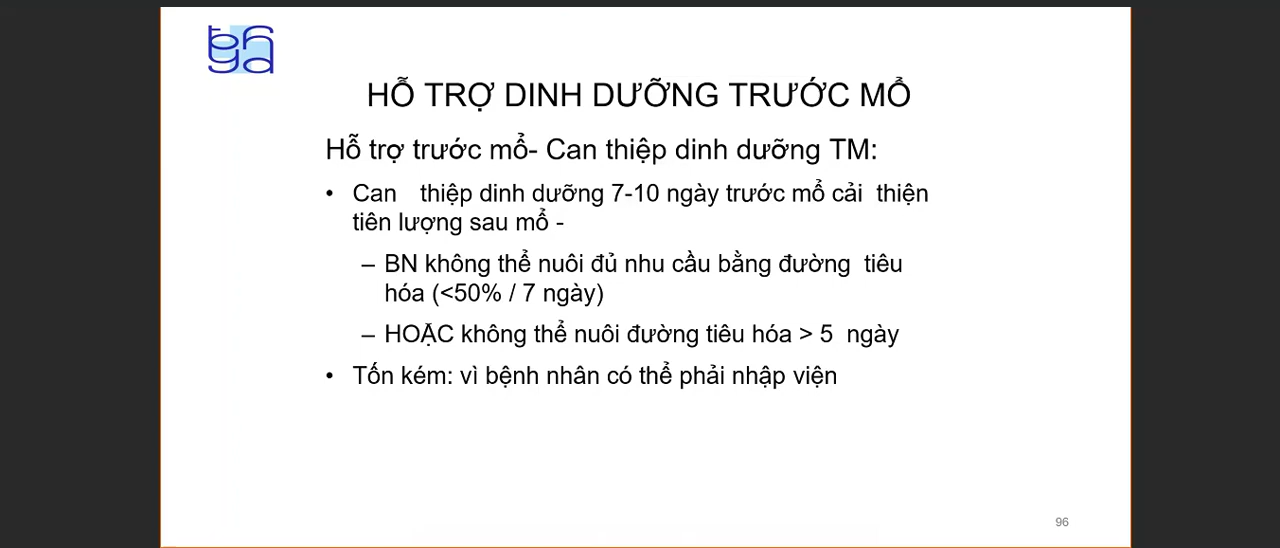 HỖ TRỢ DINH DƯỠNG TRƯỚC MỔ
Hỗ trợ trước mổ- Can thiệp dinh dưỡng TM:
• Can thiệp dinh dưỡng 7-10 ngày trước mổ cải thiện
tiên lượng sau mổ -
– BN không thể nuôi đủ nhu cầu bằng đường tiêu
hóa (<50% / 7 ngày)
– HOẶC không thể nuôi đường tiêu hóa > 5 ngày
• Tốn kém: vì bệnh nhân có thể phải nhập viện
96